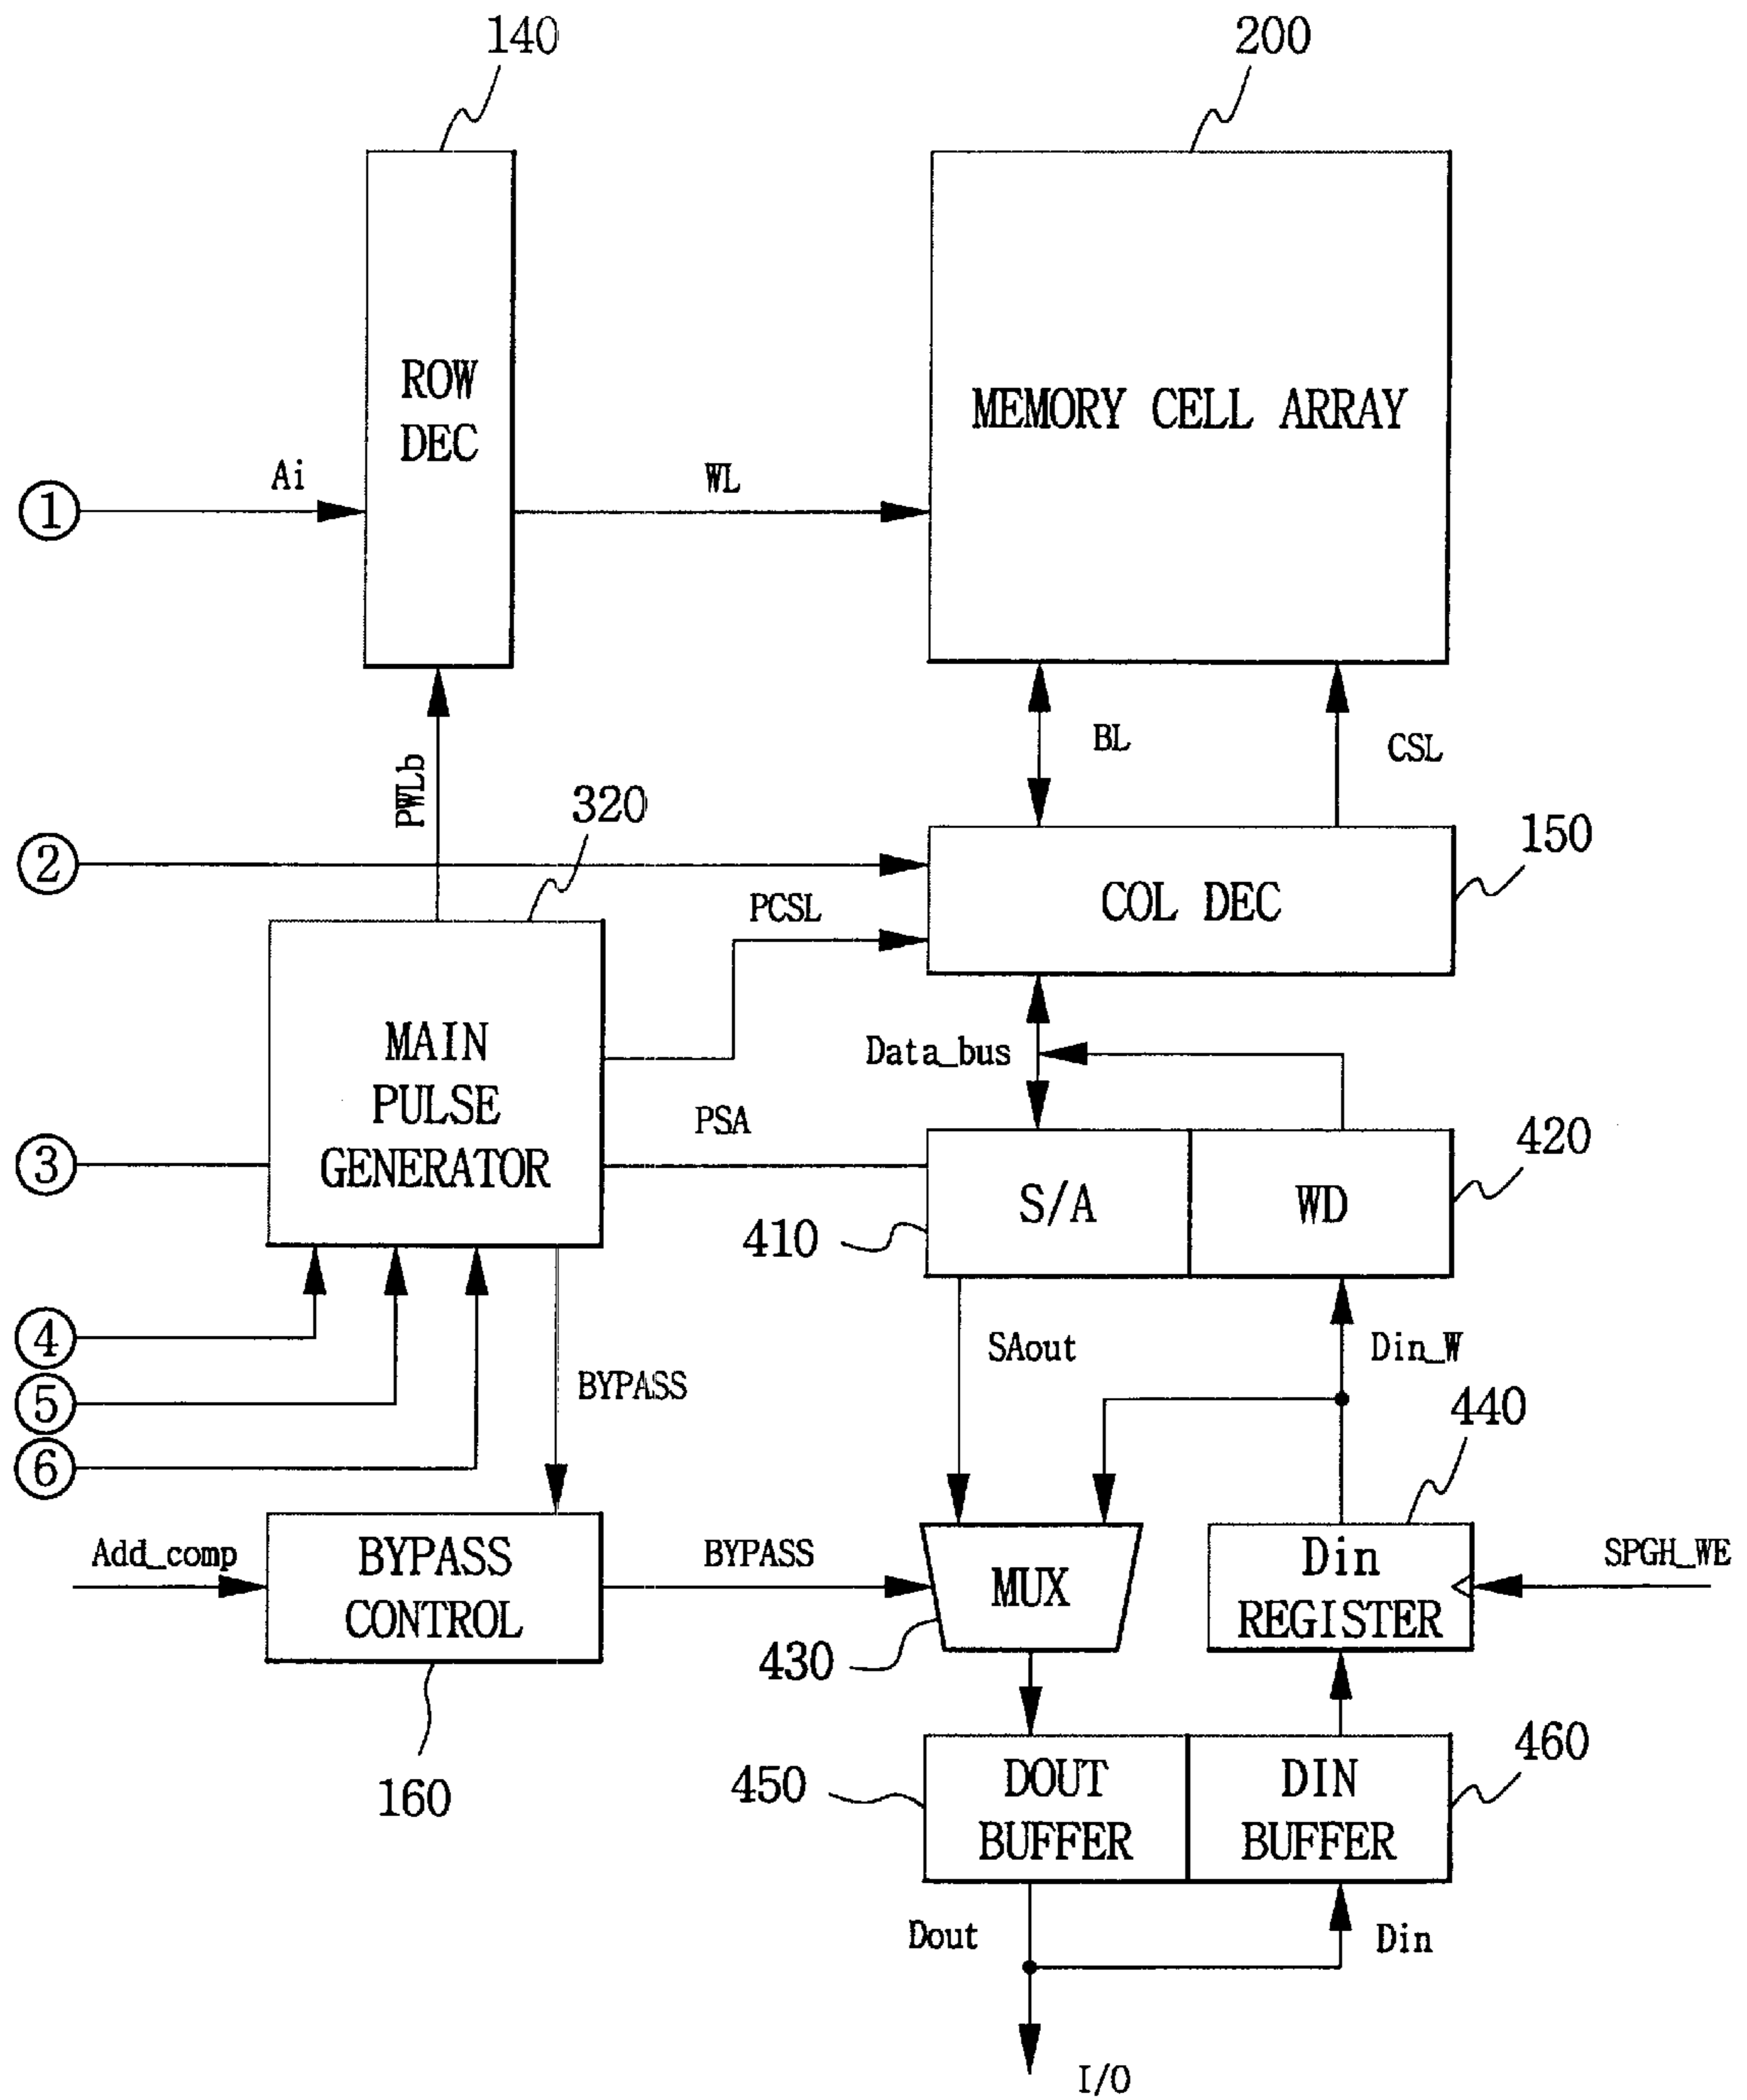 140
200
ROW
DEC
MEMORY CELL ARRAY
Ai
WL
1
PWLb
BL
CSL
320
150
2
PCSL
COL DEC
MAIN
PULSE
GENERATOR
Data_bus
PSA
420
3
S/A
WD
410
4
SAout
Din_W
5
BYPASS
440
6
Add_comp
BYPASS
CONTROL
BYPASS
MUX
Din
REGISTER
SPGH_WE
430
160
450
DOUT
BUFFER
DIN
BUFFER
460
Dout
Din
I/O